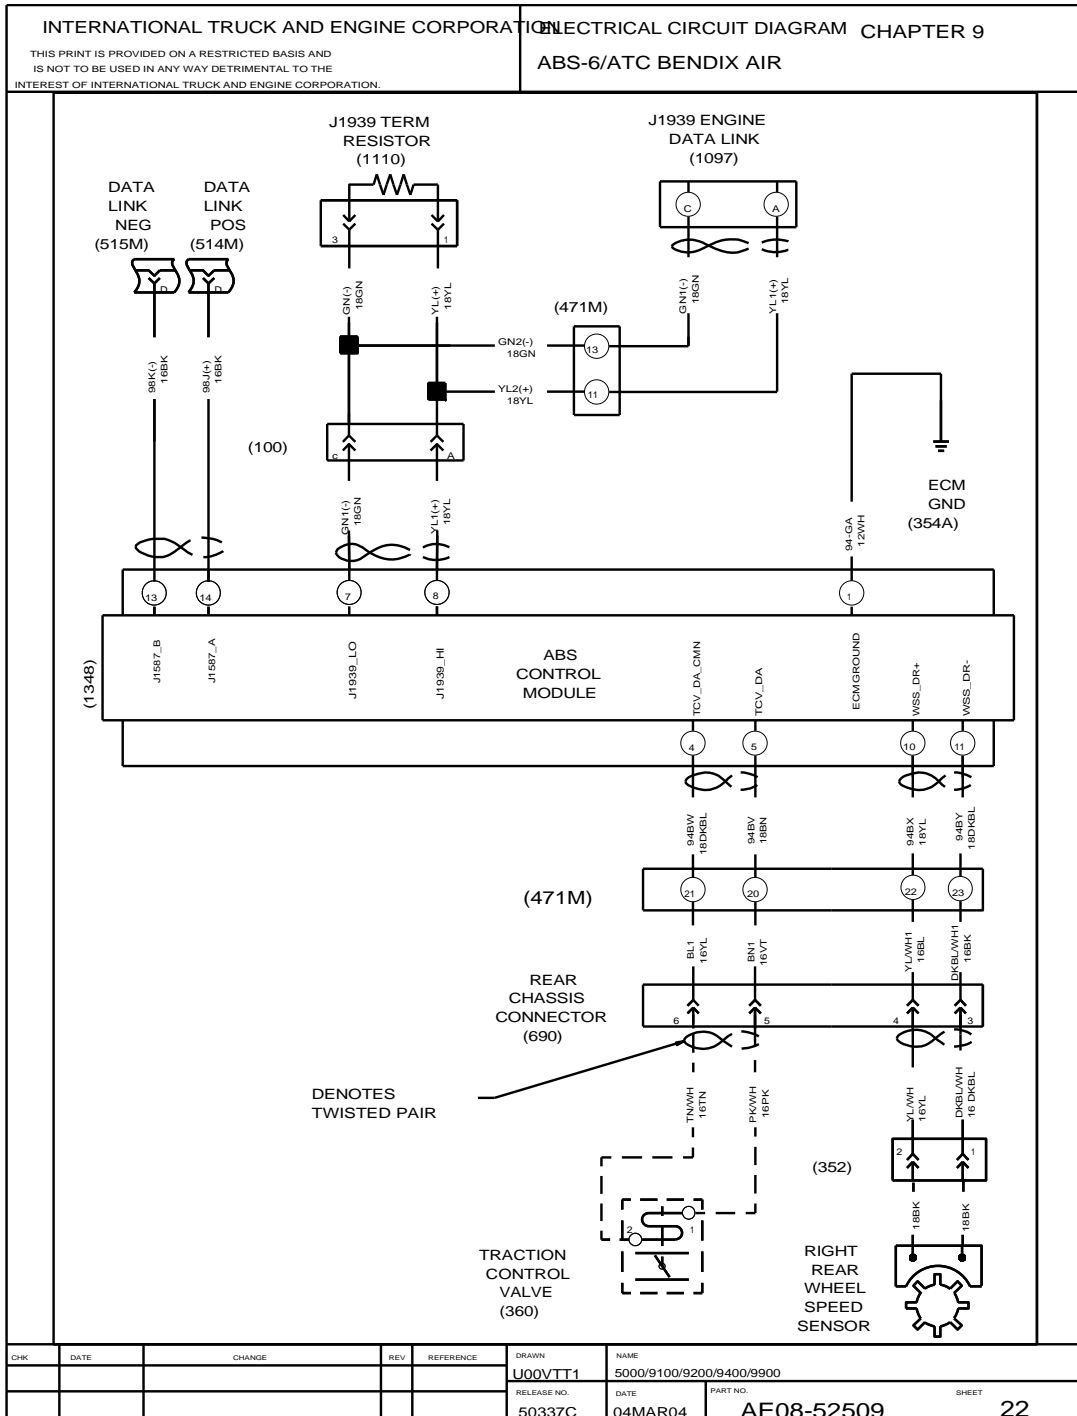 INTERNATIONAL TRUCK AND ENGINE CORPORATION
THIS PRINT IS PROVIDED ON A RESTRICTED BASIS AND
IS NOT TO BE USED IN ANY WAY DETRIMENTAL TO THE
INTEREST OF INTERNATIONAL TRUCK AND ENGINE CORPORATION.
ELECTRICAL CIRCUIT DIAGRAM CHAPTER 9
ABS-6/ATC BENDIX AIR
J1939 TERM
RESISTOR
(1110)
J1939 ENGINE
DATA LINK
(1097)
DATA
LINK
NEG
(515M)
DATA
LINK
POS
(514M)
D
D
3
1
C
A
98K(-)
16BK
98J(+)
16BK
GN(-)
18GN
YL(+)
18YL
GN1(-)
18GN
YL1(+)
18YL
(471M)
GN2(-)
18GN
13
YL2(+)
18YL
11
(100)
C
A
GN1(-)
18GN
YL1(+)
18YL
94-GA
12WH
ECM
GND
(354A)
13
14
7
8
1
(1348)
J1587_B
J1587_A
J1939_LO
J1939_HI
ABS
CONTROL
MODULE
TCV_DA_CMN
TCV_DA
ECM GROUND
WSS_DR+
WSS_DR-
4
5
10
11
94BW
18DKBL
94BV
18BN
94BX
18YL
94BY
18DKBL
(471M)
21
20
22
23
BL1
16YL
BN1
16VT
YL/WH1
16BL
DKBL/WH1
16BK
REAR
CHASSIS
CONNECTOR
(690)
6
5
4
3
DENOTES
TWISTED PAIR
TN/WH
16TN
PK/WH
16PK
YL/WH
16YL
DKBL/WH
16 DKBL
(352)
2
1
18BK
18BK
2
1
TRACTION
CONTROL
VALVE
(360)
RIGHT
REAR
WHEEL
SPEED
SENSOR
CHK
DATE
CHANGE
REV
REFERENCE
DRAWN
U00VTT1
NAME
5000/9100/9200/9400/9900
RELEASE NO.
50337C
DATE
04MAR04
PART NO.
AE08-52509
SHEET
22